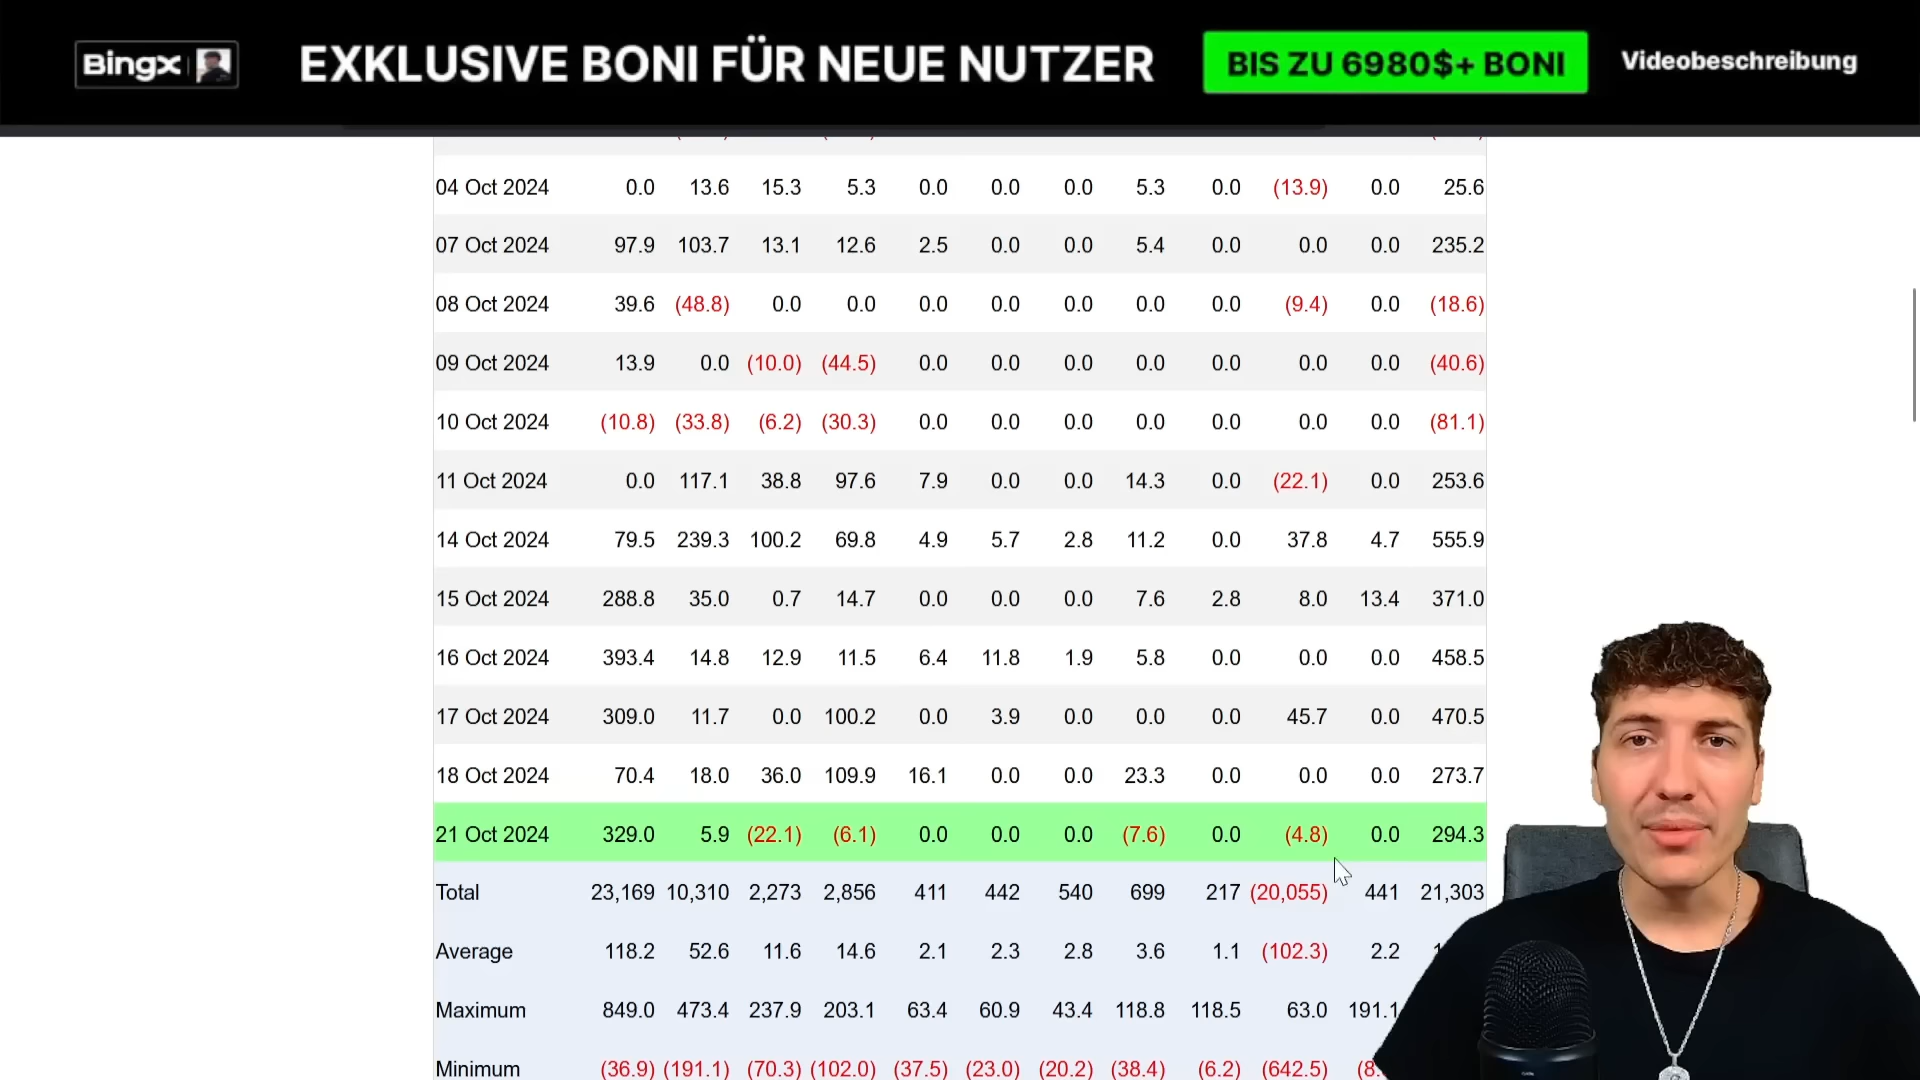 Bingx
EXKLUSIVE BONI FÜR NEUE NUTZER
BIS ZU 6980$+ BONI
Videobeschreibung
04 Oct 2024 0.0 13.6 15.3 5.3 0.0 0.0 0.0 5.3 0.0 (13.9) 0.0 25.6
07 Oct 2024 97.9 103.7 13.1 12.6 2.5 0.0 0.0 5.4 0.0 0.0 0.0 235.2
08 Oct 2024 39.6 (48.8) 0.0 0.0 0.0 0.0 0.0 0.0 0.0 (9.4) 0.0 (18.6)
09 Oct 2024 13.9 0.0 (10.0) (44.5) 0.0 0.0 0.0 0.0 0.0 0.0 0.0 (40.6)
10 Oct 2024 (10.8) (33.8) (6.2) (30.3) 0.0 0.0 0.0 0.0 0.0 0.0 0.0 (81.1)
11 Oct 2024 0.0 117.1 38.8 97.6 7.9 0.0 0.0 14.3 0.0 (22.1) 0.0 253.6
14 Oct 2024 79.5 239.3 100.2 69.8 4.9 5.7 2.8 11.2 0.0 37.8 4.7 555.9
15 Oct 2024 288.8 35.0 0.7 14.7 0.0 0.0 0.0 7.6 2.8 8.0 13.4 371.0
16 Oct 2024 393.4 14.8 12.9 11.5 6.4 11.8 1.9 5.8 0.0 0.0 0.0 458.5
17 Oct 2024 309.0 11.7 0.0 100.2 0.0 3.9 0.0 0.0 0.0 45.7 0.0 470.5
18 Oct 2024 70.4 18.0 36.0 109.9 16.1 0.0 0.0 23.3 0.0 0.0 0.0 273.7
21 Oct 2024 329.0 5.9 (22.1) (6.1) 0.0 0.0 0.0 (7.6) 0.0 (4.8) 0.0 294.3
Total 23,169 10,310 2,273 2,856 411 442 540 699 217 (20,055) 441 21,303
Average 118.2 52.6 11.6 14.6 2.1 2.3 2.8 3.6 1.1 (102.3) 2.2
Maximum 849.0 473.4 237.9 203.1 63.4 60.9 43.4 118.8 118.5 63.0 191.1
Minimum (36.9) (191.1) (70.3) (102.0) (37.5) (23.0) (20.2) (38.4) (6.2) (642.5)